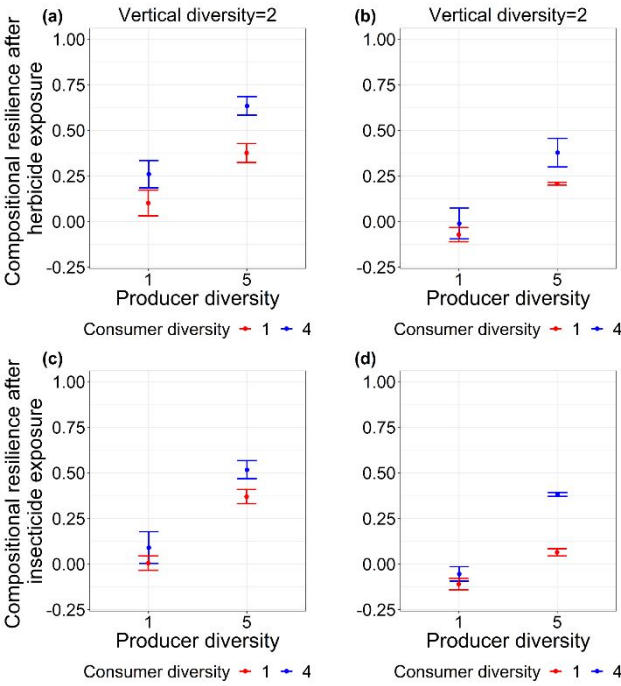 (a) Vertical diversity=2
Compositional resilience after
herbicide exposure
1.00
0.75
0.50
0.25
0.00
-0.25
1 5
Producer diversity
Consumer diversity 1 4
(b) Vertical diversity=2
1.00
0.75
0.50
0.25
0.00
-0.25
1 5
Producer diversity
Consumer diversity 1 4
(c)
Compositional resilience after
insecticide exposure
1.00
0.75
0.50
0.25
0.00
-0.25
1 5
Producer diversity
Consumer diversity 1 4
(d)
1.00
0.75
0.50
0.25
0.00
-0.25
1 5
Producer diversity
Consumer diversity 1 4